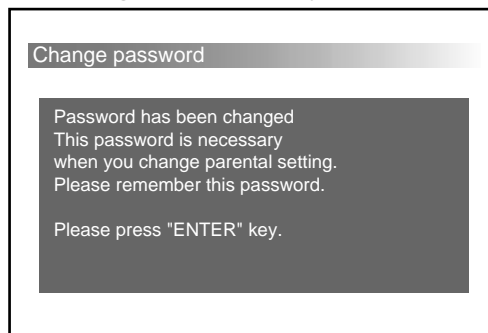 Change password
Password has been changed
This password is necessary
when you change parental setting.
Please remember this password.
Please press "ENTER" key.